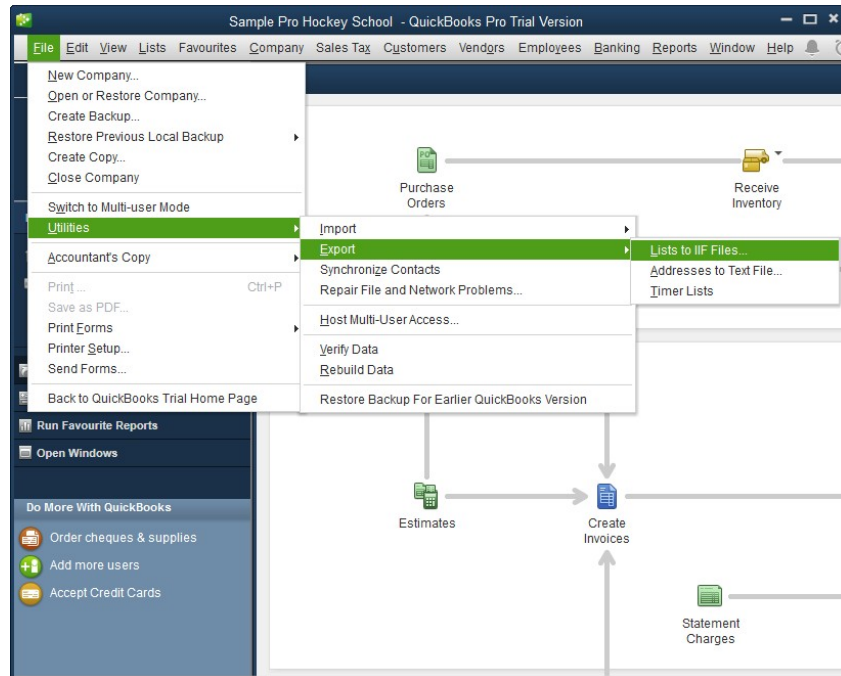 Sample Pro Hockey School - QuickBooks Pro Trial Version
File Edit View Lists Favourites Company Sales Tax Customers Vendors Employees Banking Reports Window Help
New Company...
Open or Restore Company...
Create Backup...
Restore Previous Local Backup
Create Copy...
Close Company
Switch to Multi-user Mode
Utilities
Accountant's Copy
Print ... Ctrl+P
Save as PDF...
Print Forms
Printer Setup...
Send Forms...
Back to QuickBooks Trial Home Page
Import
Export
Synchronize Contacts
Repair File and Network Problems...
Host Multi-User Access...
Verify Data
Rebuild Data
Restore Backup For Earlier QuickBooks Version
Lists to IIF Files...
Addresses to Text File...
Timer Lists
PO
Purchase
Orders
Receive
Inventory
Run Favourite Reports
Open Windows
Do More With QuickBooks
Order cheques & supplies
Add more users
Accept Credit Cards
Estimates
Create
Invoices
Statement
Charges